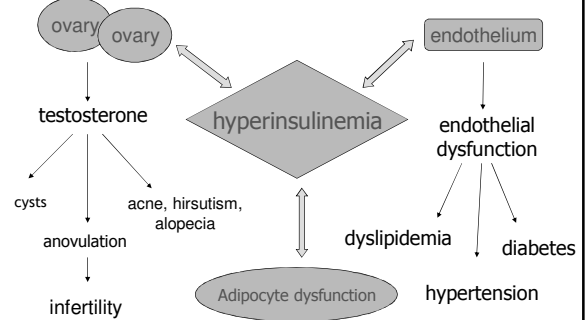 ovary
ovary
endothelium
testosterone
hyperinsulinemia
endothelial
dysfunction
cysts
acne, hirsutism,
alopecia
anovulation
dyslipidemia
diabetes
infertility
Adipocyte dysfunction
hypertension